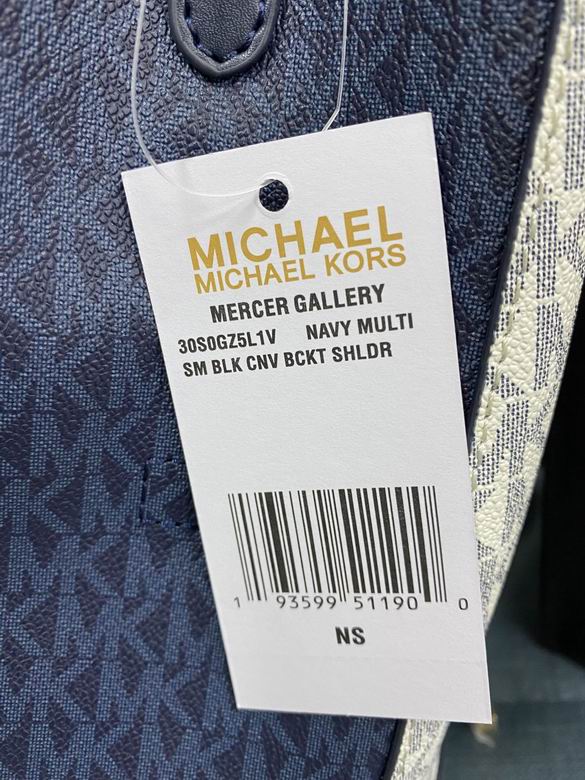 MICHAEL
MICHAEL KORS
MERCER GALLERY
30S0GZ5L1V NAVY MULTI
SM BLK CNV BCKT SHLDR
1 93599 51190 0
NS